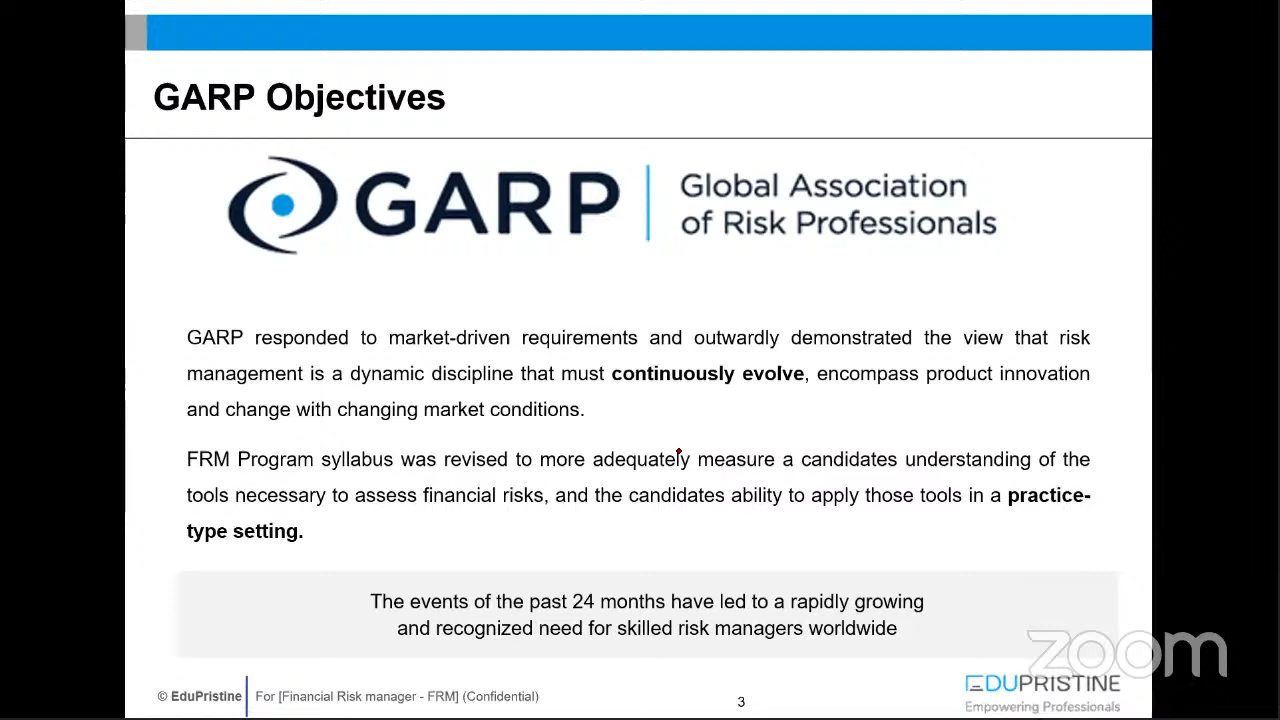 GARP Objectives
GARP
Global Association
of Risk Professionals
GARP responded to market-driven requirements and outwardly demonstrated the view that risk
management is a dynamic discipline that must continuously evolve, encompass product innovation
and change with changing market conditions.
FRM Program syllabus was revised to more adequately measure a candidates understanding of the
tools necessary to assess financial risks, and the candidates ability to apply those tools in a practice-
type setting.
The events of the past 24 months have led to a rapidly growing
and recognized need for skilled risk managers worldwide
zoom
© EduPristine
For [Financial Risk manager - FRM] (Confidential)
3
EDUPRISTINE
Empowering Professionals